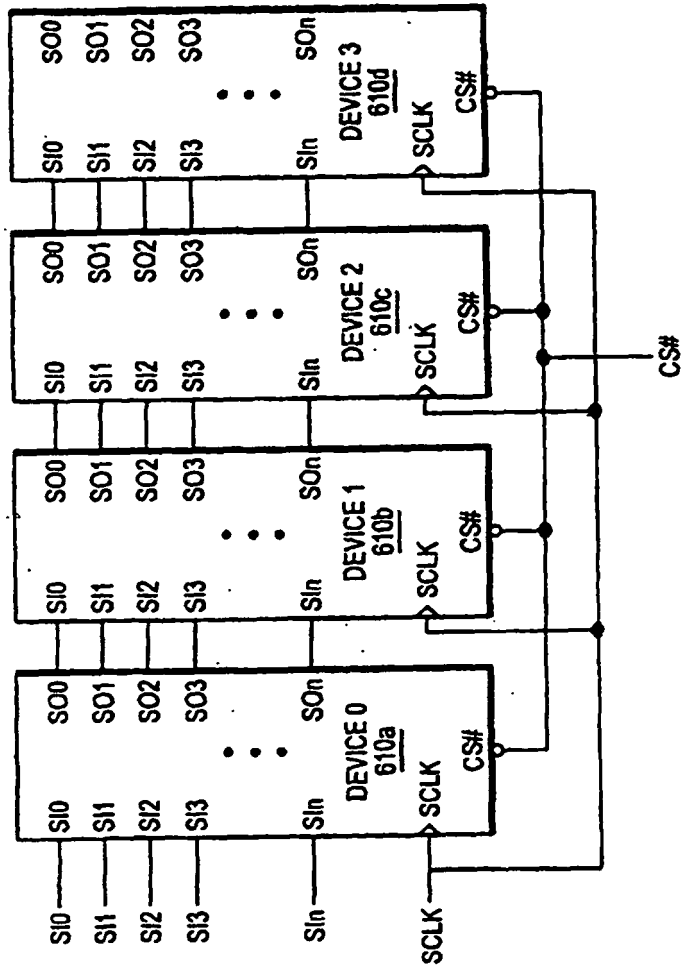 SI0
SI1
SI2
SI3
SIn
SCLK
SI0 SO0
SI1 SO1
SI2 SO2
SI3 SO3
• • •
SIn SOn
DEVICE 0
610a
SCLK
CS#
SI0 SO0
SI1 SO1
SI2 SO2
SI3 SO3
• • •
SIn SOn
DEVICE 1
610b
SCLK
CS#
SI0 SO0
SI1 SO1
SI2 SO2
SI3 SO3
• • •
SIn SOn
DEVICE 2
610c
SCLK
CS#
SI0 SO0
SI1 SO1
SI2 SO2
SI3 SO3
• • •
SIn SOn
DEVICE 3
610d
SCLK
CS#
CS#